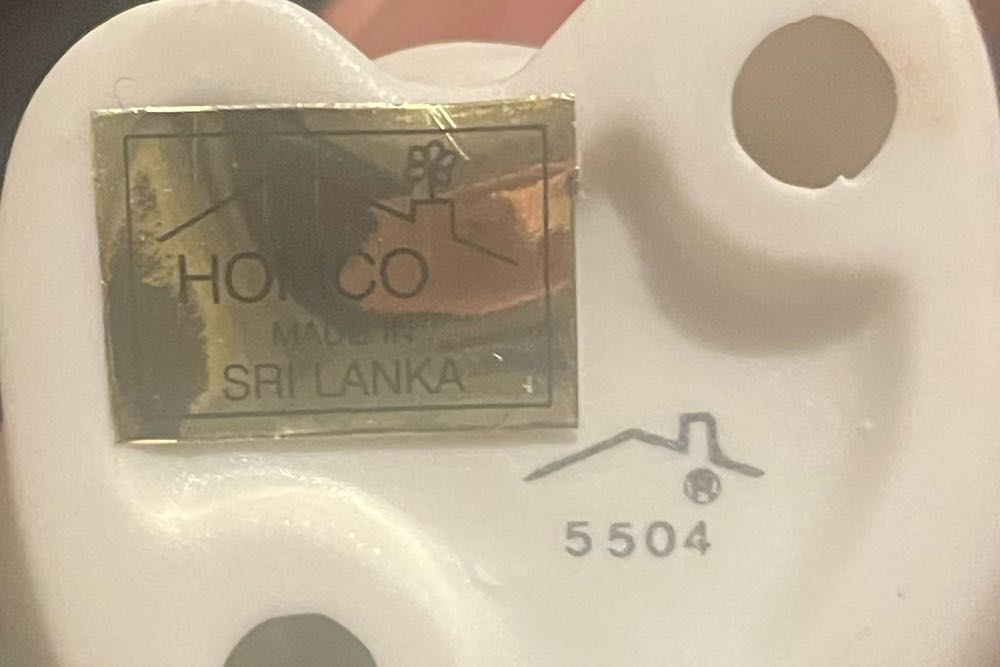 HOMCO
MADE IN
SRI LANKA
®
5504